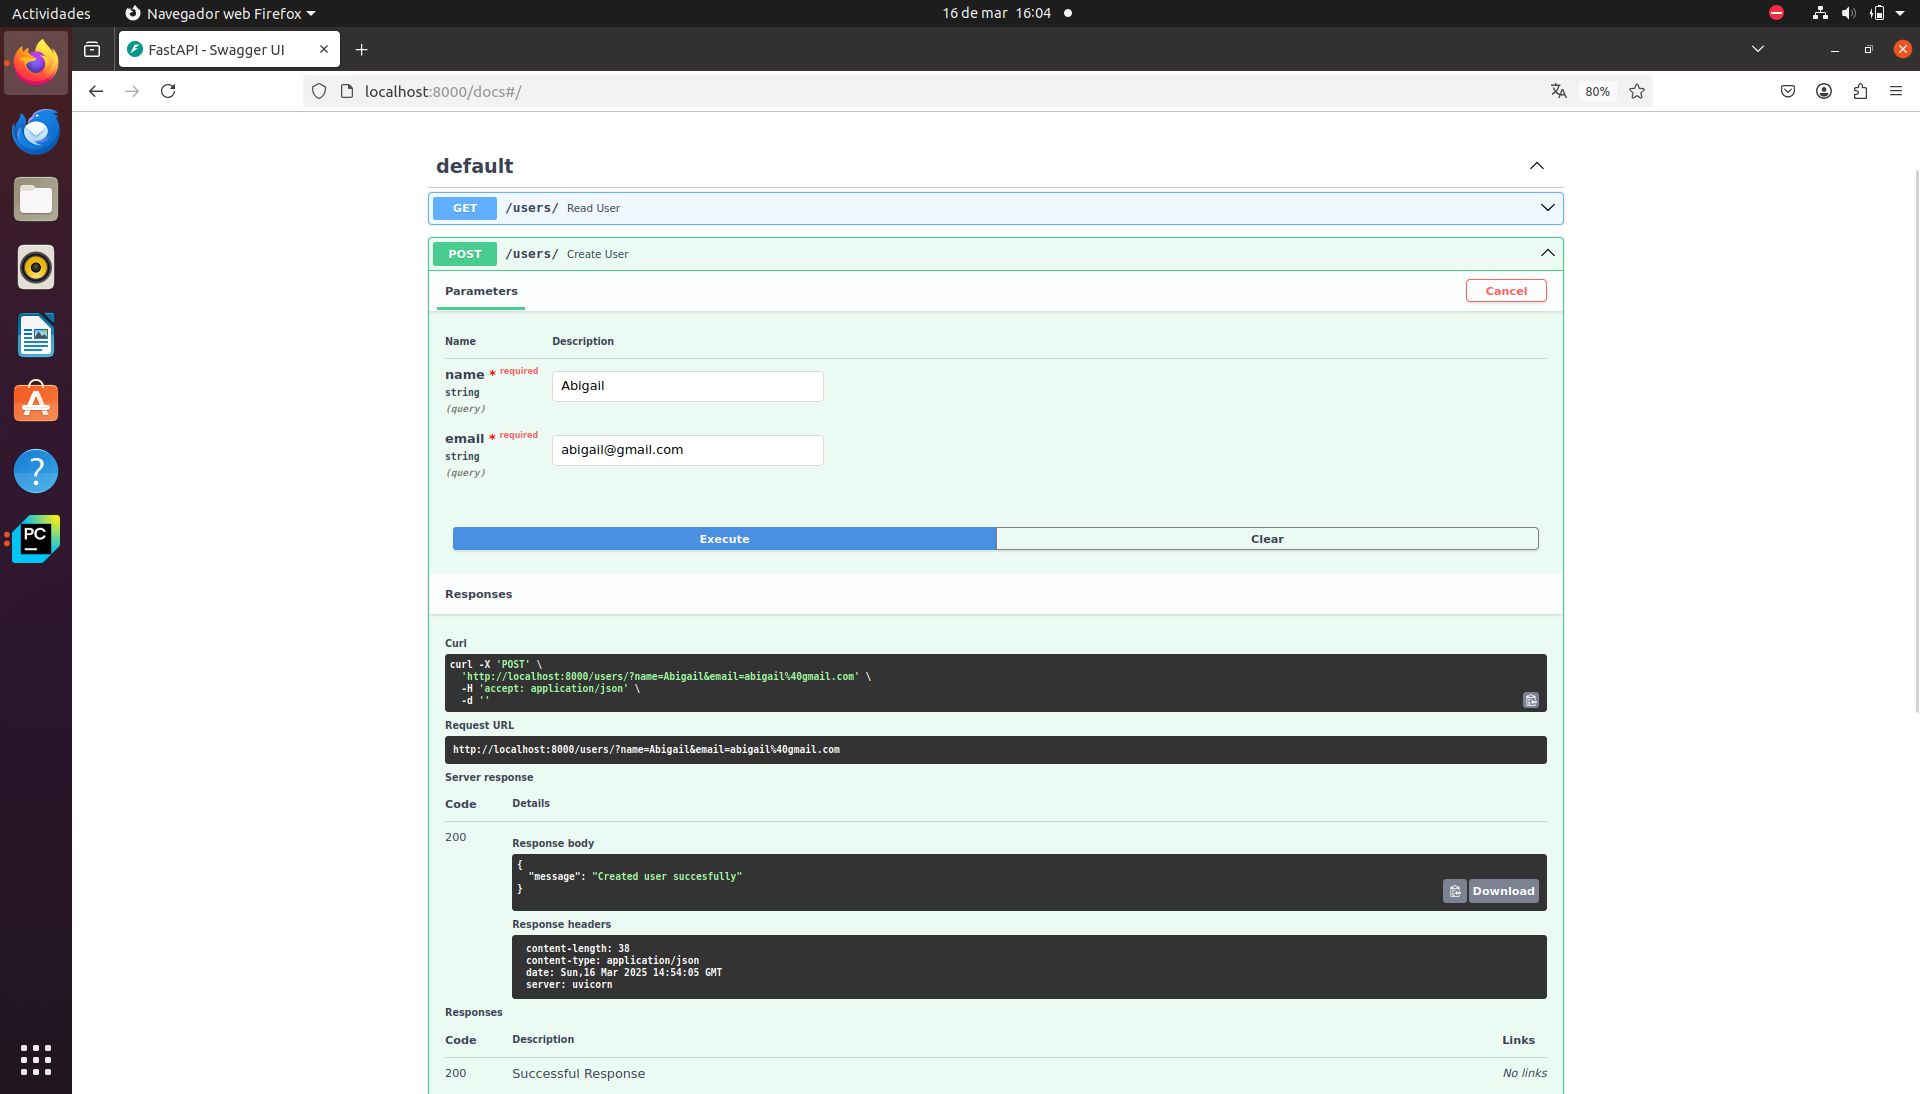 Actividades
Navegador web Firefox
16 de mar 16:04
FastAPI - Swagger UI
localhost:8000/docs#/
80%
default
GET /users/ Read User
POST /users/ Create User
Parameters
Cancel
Name Description
name * required
string
(query)
Abigail
email * required
string
(query)
abigail@gmail.com
Execute
Clear
Responses
Curl
curl -X 'POST' \
'http://localhost:8000/users/?name=Abigail&email=abigail%40gmail.com' \
-H 'accept: application/json' \
-d ''
Request URL
http://localhost:8000/users/?name=Abigail&email=abigail%40gmail.com
Server response
Code Details
200
Response body
{
"message": "Created user succesfully"
}
Download
Response headers
content-length: 38
content-type: application/json
date: Sun,16 Mar 2025 14:54:05 GMT
server: uvicorn
Responses
Code Description Links
200 Successful Response No links
PC